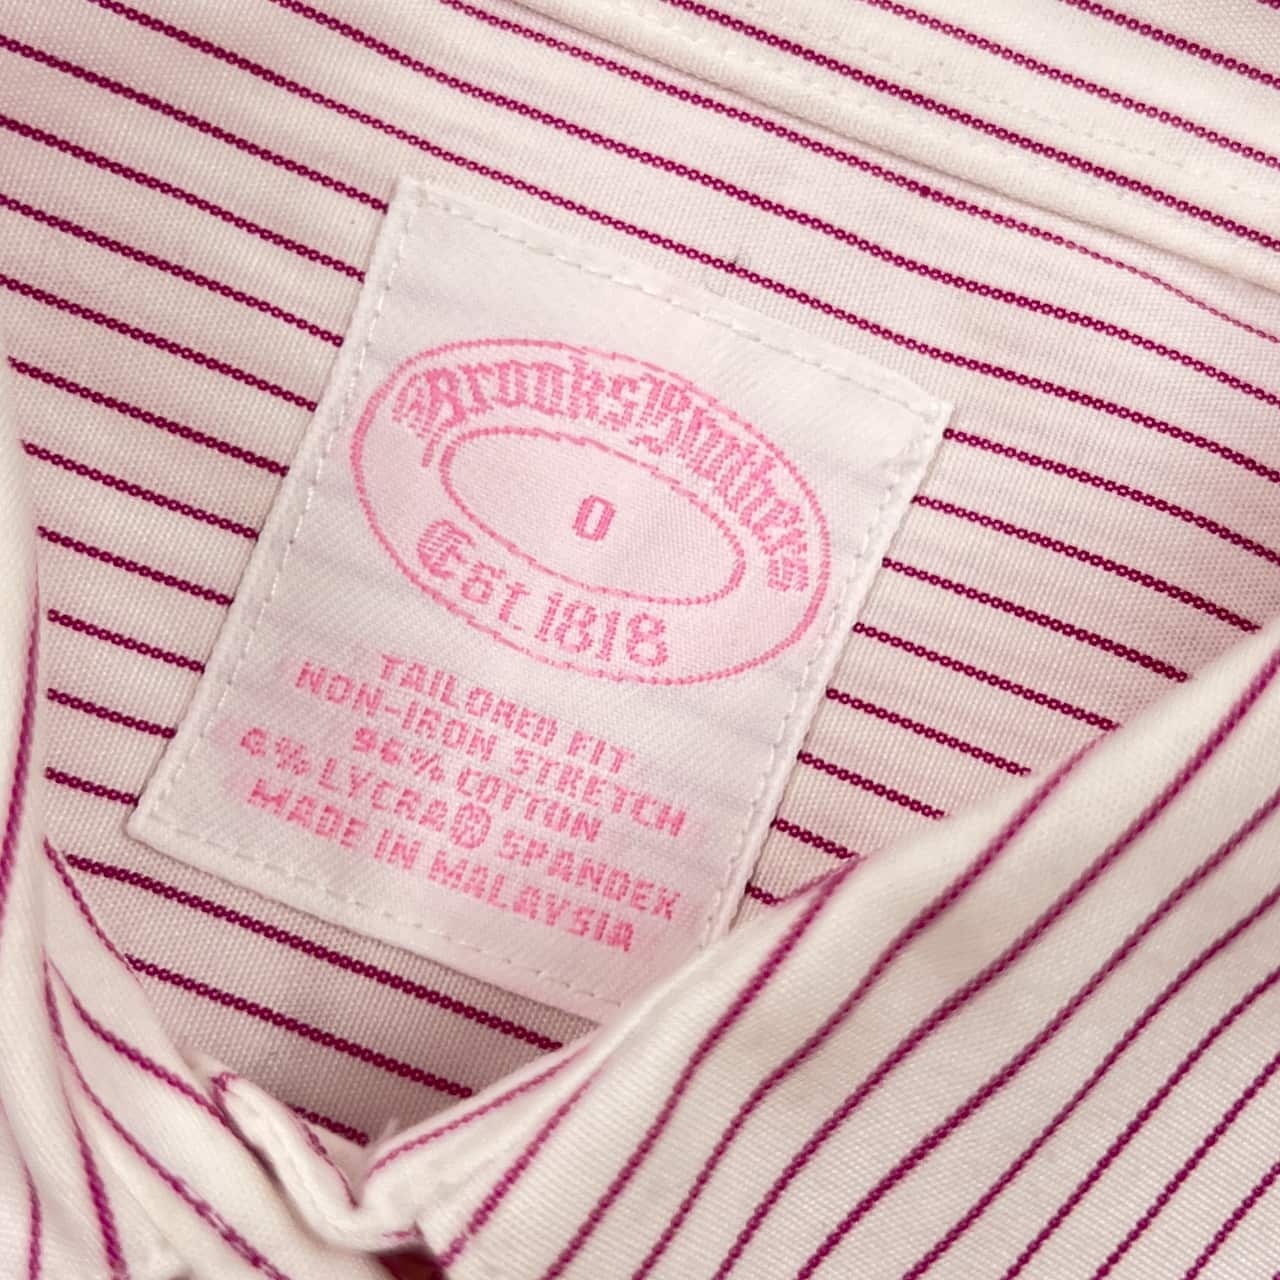 Brooks Brothers
0
Est 1818
TAILORED FIT
NON-IRON STRETCH
96% COTTON
4% LYCRA® SPANDEX
MADE IN MALAYSIA